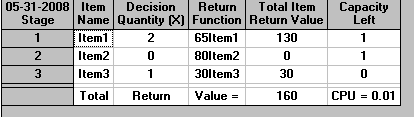 05-31-2008 Item Decision Return Total Item Capacity
Stage Name Quantity (X) Function Return Value Left
1 Item1 2 65Item1 130 1
2 Item2 0 80Item2 0 1
3 Item3 1 30Item3 30 0
Total Return Value = 160 CPU = 0.01